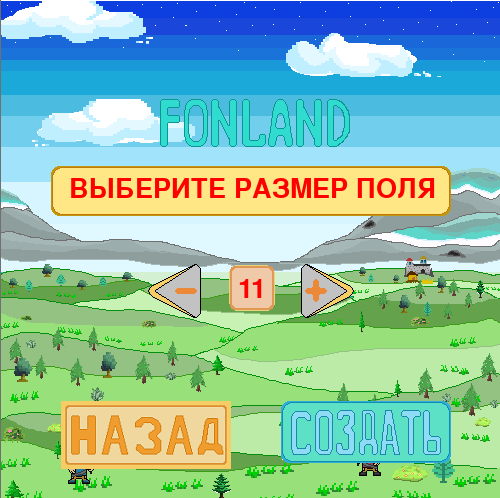 FONLAND
ВЫБЕРИТЕ РАЗМЕР ПОЛЯ
- 11 +
НАЗАД СОЗДАТЬ